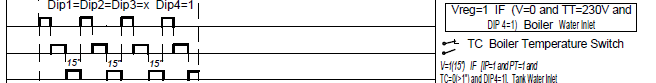 Dip1=Dip2=Dip3=x Dip4=1
15" 15" 15" 15"
Vreg=1 IF (V=0 and TT=230V and
DIP 4=1) Boiler Water Inlet
TC Boiler Temperature Switch
V=f(15") IF [IP=1 and PT=1 and
TC=0(>1") and DIP4=1]. Tank Water Inlet